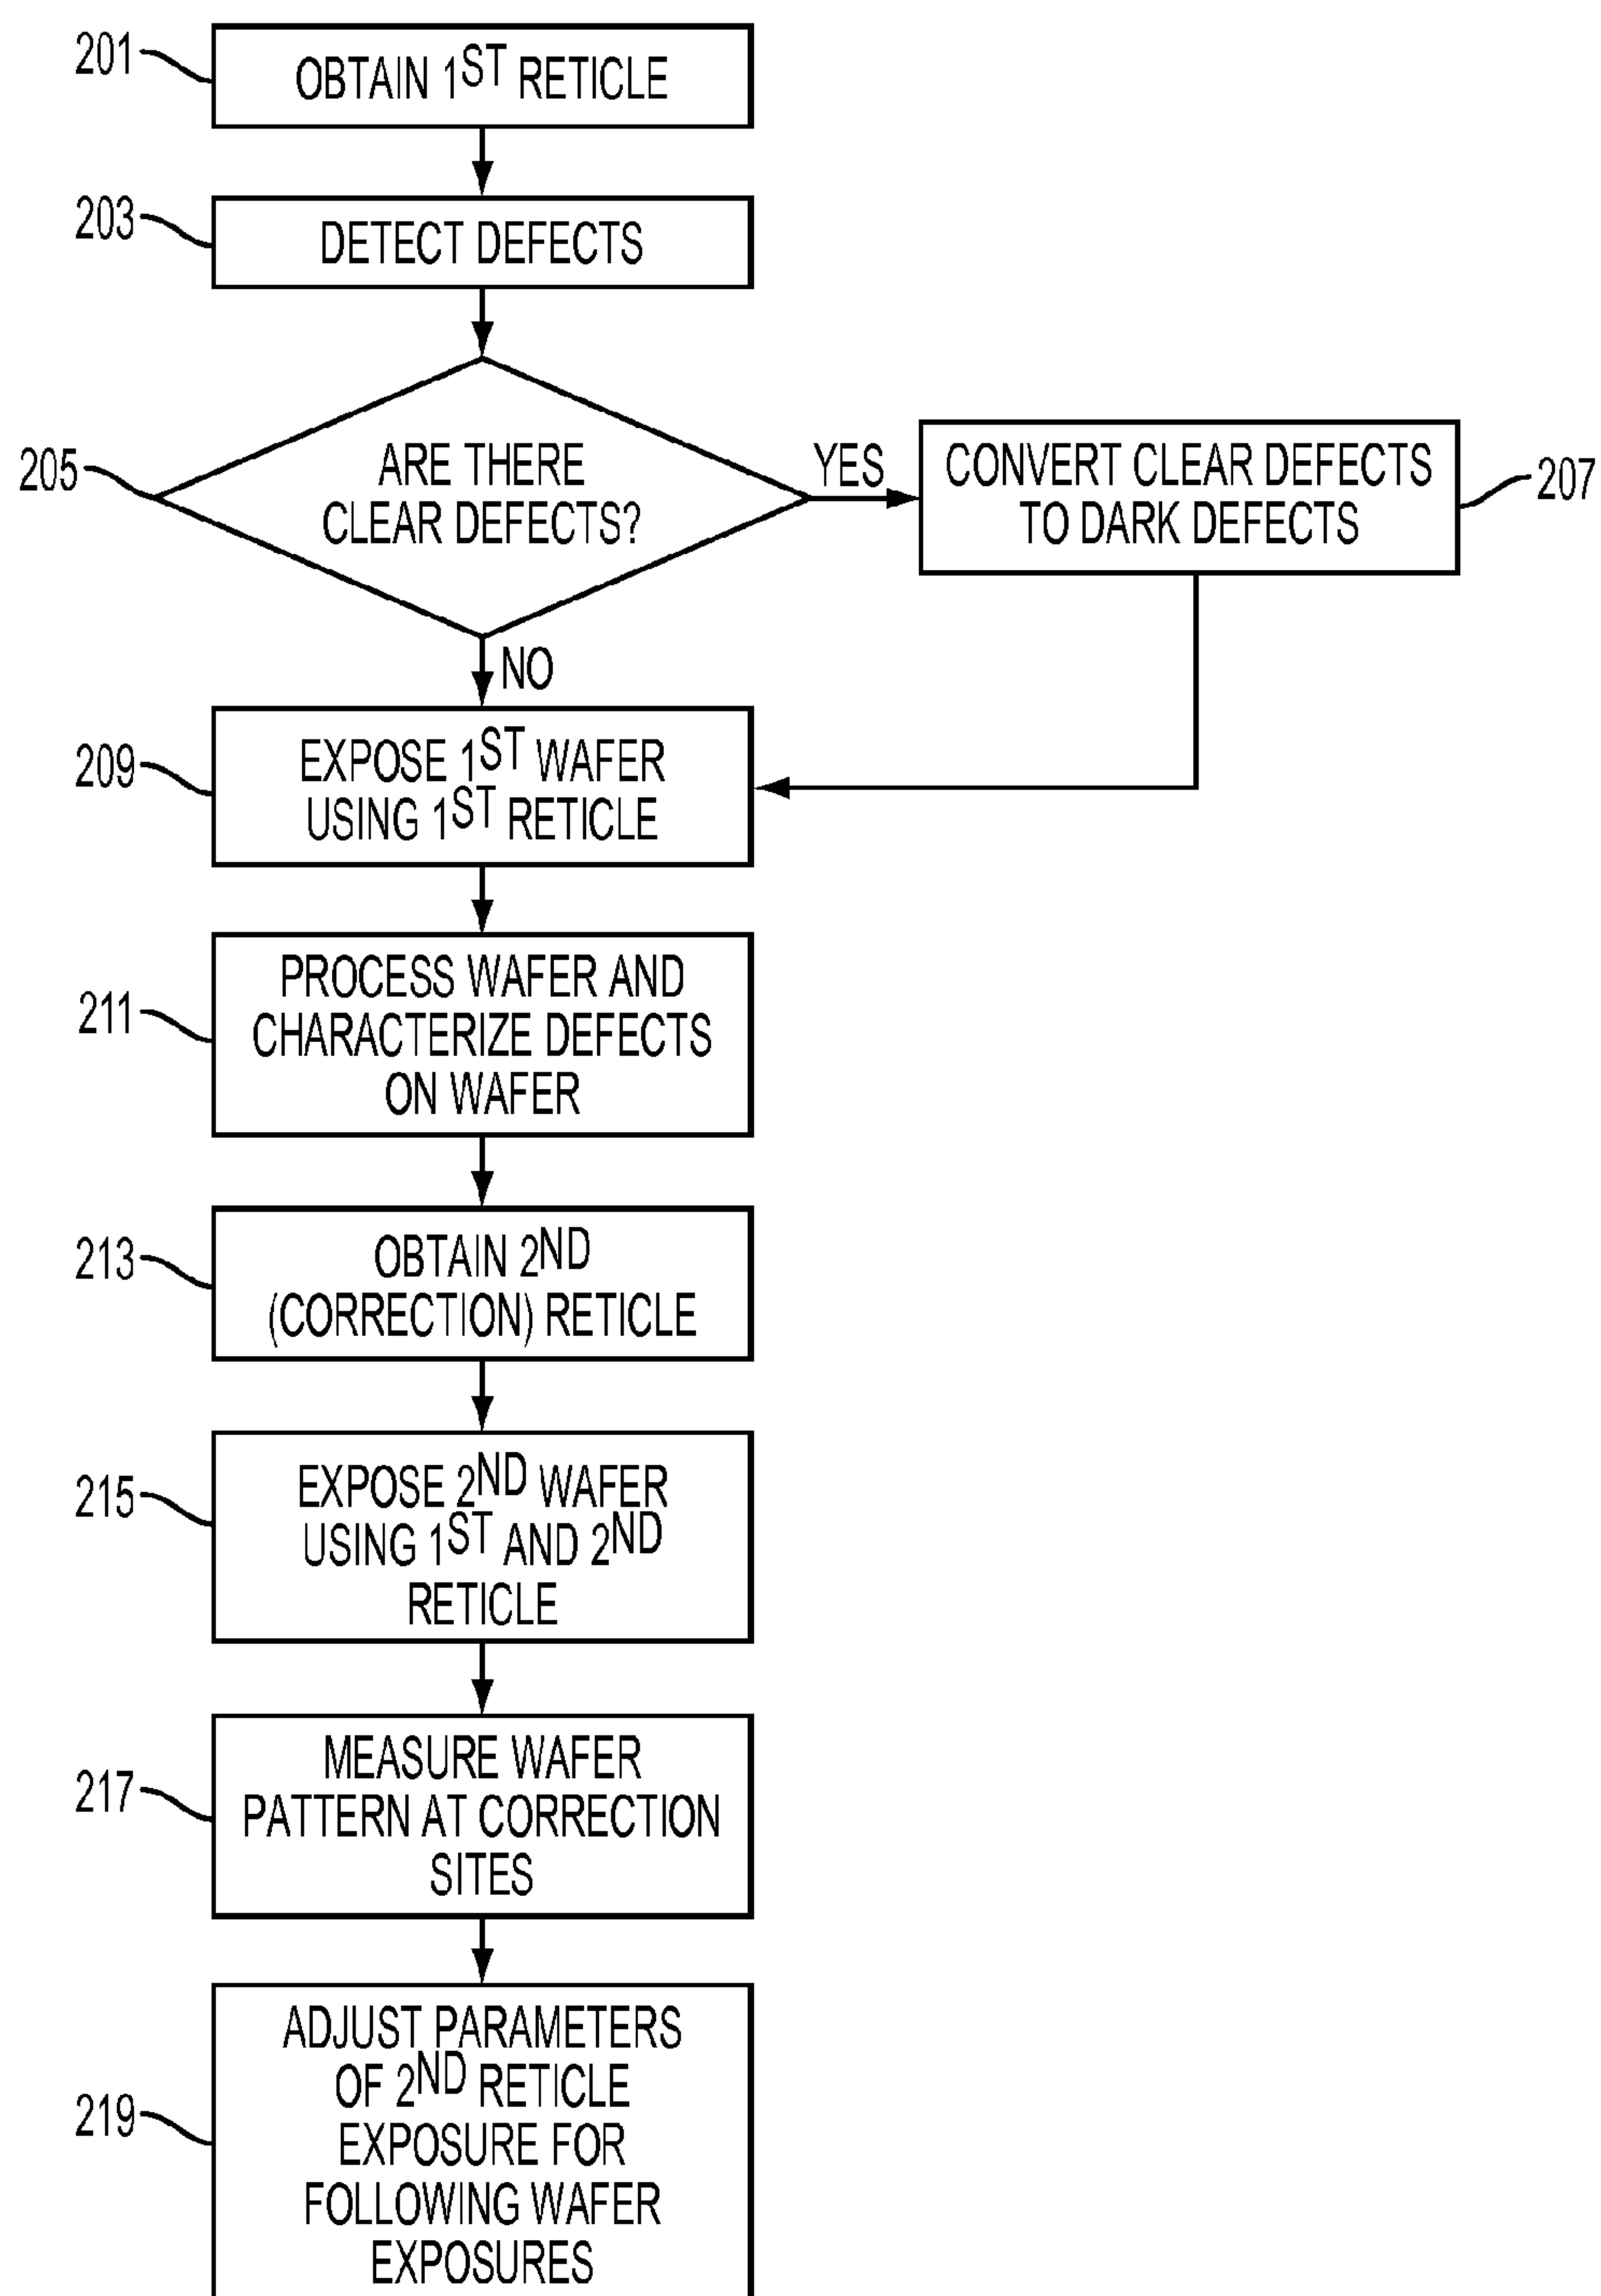 201
OBTAIN 1ST RETICLE
203
DETECT DEFECTS
205
ARE THERE
CLEAR DEFECTS?
YES
CONVERT CLEAR DEFECTS
TO DARK DEFECTS
207
NO
209
EXPOSE 1ST WAFER
USING 1ST RETICLE
211
PROCESS WAFER AND
CHARACTERIZE DEFECTS
ON WAFER
213
OBTAIN 2ND
(CORRECTION) RETICLE
215
EXPOSE 2ND WAFER
USING 1ST AND 2ND
RETICLE
217
MEASURE WAFER
PATTERN AT CORRECTION
SITES
219
ADJUST PARAMETERS
OF 2ND RETICLE
EXPOSURE FOR
FOLLOWING WAFER
EXPOSURES